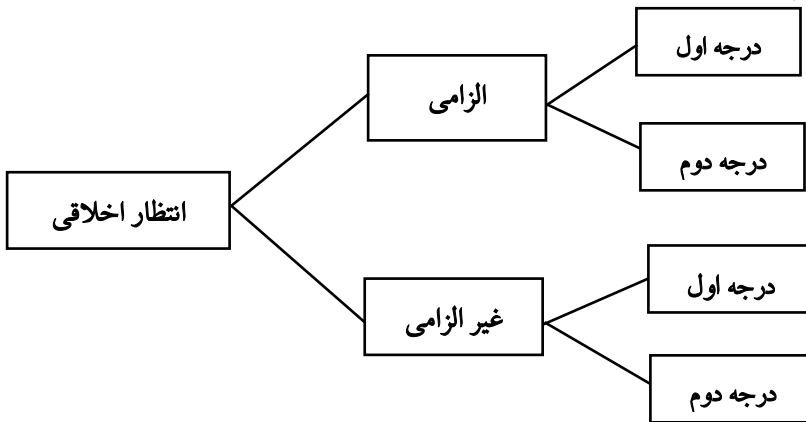 درجه اول
الزامی
درجه دوم
انتظار اخلاقی
درجه اول
غیر الزامی
درجه دوم